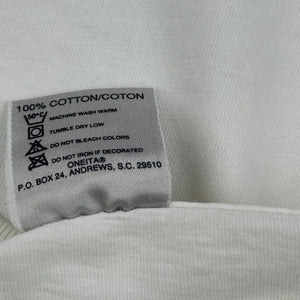 100% COTTON/COTON
50°C MACHINE WASH WARM
TUMBLE DRY LOW
DO NOT BLEACH COLORS
DO NOT IRON IF DECORATED
ONEITA®
P.O. BOX 24, ANDREWS, S.C. 29510